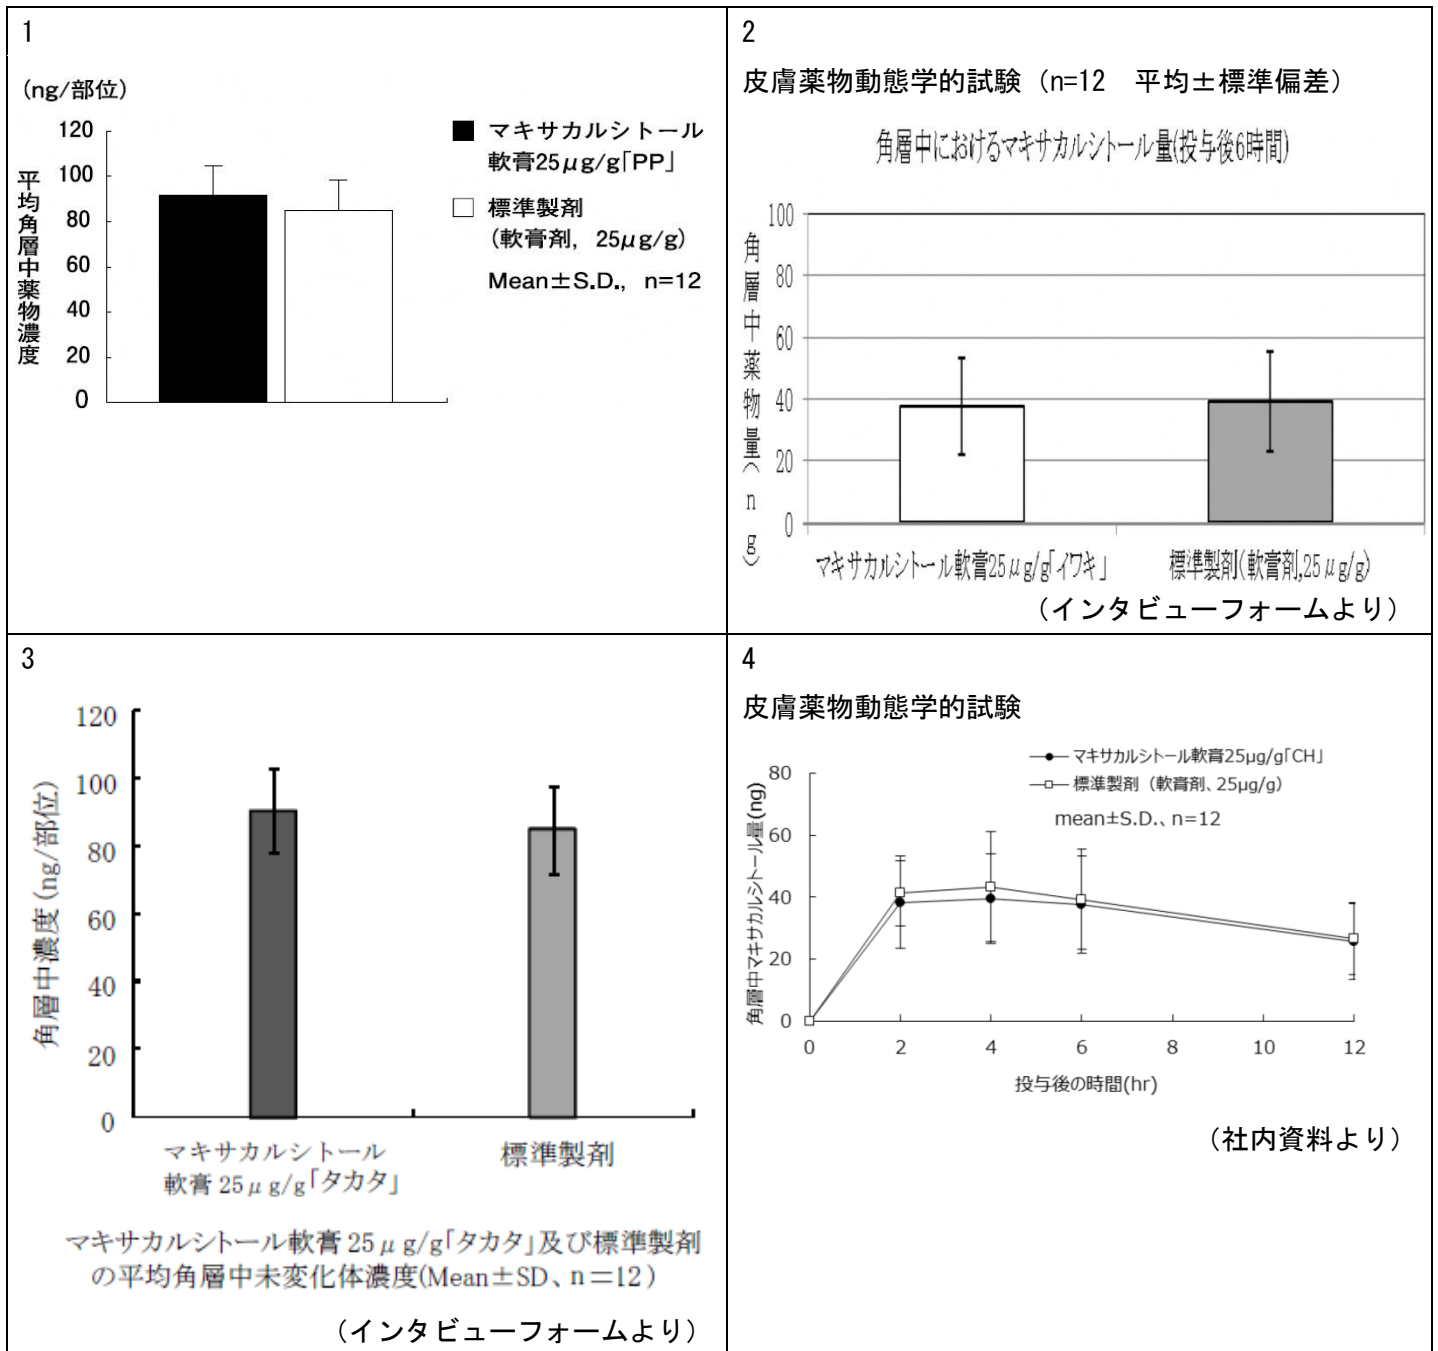 1
(ng/部位)
120
100
80
60
40
20
0
平均角層中薬物濃度
マキサカルシトール
軟膏25μg/g「PP」
標準製剤
(軟膏剤, 25μg/g)
Mean±S.D., n=12
2
皮膚薬物動態学的試験（n=12　平均±標準偏差）
角層中におけるマキサカルシトール量(投与後6時間)
角層中薬物量(ng)
100
80
60
40
20
0
マキサカルシトール軟膏25μg/g「イワキ」
標準製剤(軟膏剤,25μg/g)
（インタビューフォームより）
3
角層中濃度(ng/部位)
120
100
80
60
40
20
0
マキサカルシトール
軟膏 25μg/g「タカタ」
標準製剤
マキサカルシトール軟膏 25μg/g「タカタ」及び標準製剤
の平均角層中未変化体濃度(Mean±SD、n=12)
（インタビューフォームより）
4
皮膚薬物動態学的試験
マキサカルシトール軟膏25μg/g「CH」
標準製剤（軟膏剤、25μg/g）
mean±S.D.、n=12
角層中マキサカルシトール量(ng)
80
60
40
20
0
0 2 4 6 8 10 12
投与後の時間(hr)
（社内資料より）